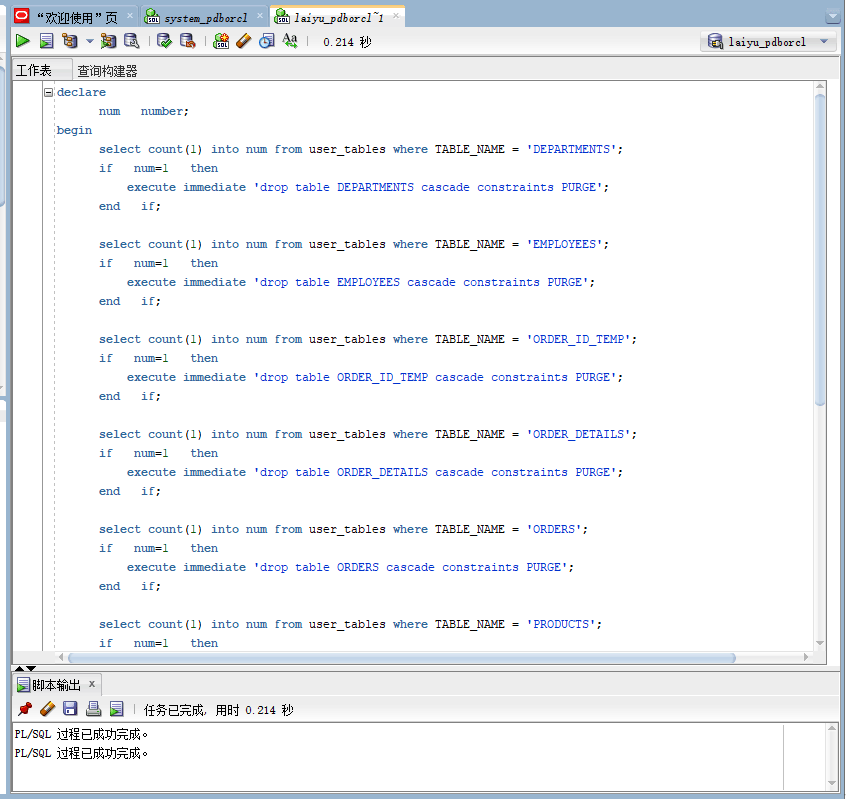 “欢迎使用”页
system_pdborcl
laiyu_pdborcl~1
0.214 秒
laiyu_pdborcl
工作表 查询构建器
declare
num number;
begin
select count(1) into num from user_tables where TABLE_NAME = 'DEPARTMENTS';
if num=1 then
execute immediate 'drop table DEPARTMENTS cascade constraints PURGE';
end if;
select count(1) into num from user_tables where TABLE_NAME = 'EMPLOYEES';
if num=1 then
execute immediate 'drop table EMPLOYEES cascade constraints PURGE';
end if;
select count(1) into num from user_tables where TABLE_NAME = 'ORDER_ID_TEMP';
if num=1 then
execute immediate 'drop table ORDER_ID_TEMP cascade constraints PURGE';
end if;
select count(1) into num from user_tables where TABLE_NAME = 'ORDER_DETAILS';
if num=1 then
execute immediate 'drop table ORDER_DETAILS cascade constraints PURGE';
end if;
select count(1) into num from user_tables where TABLE_NAME = 'ORDERS';
if num=1 then
execute immediate 'drop table ORDERS cascade constraints PURGE';
end if;
select count(1) into num from user_tables where TABLE_NAME = 'PRODUCTS';
if num=1 then
脚本输出
任务已完成, 用时 0.214 秒
PL/SQL 过程已成功完成。
PL/SQL 过程已成功完成。